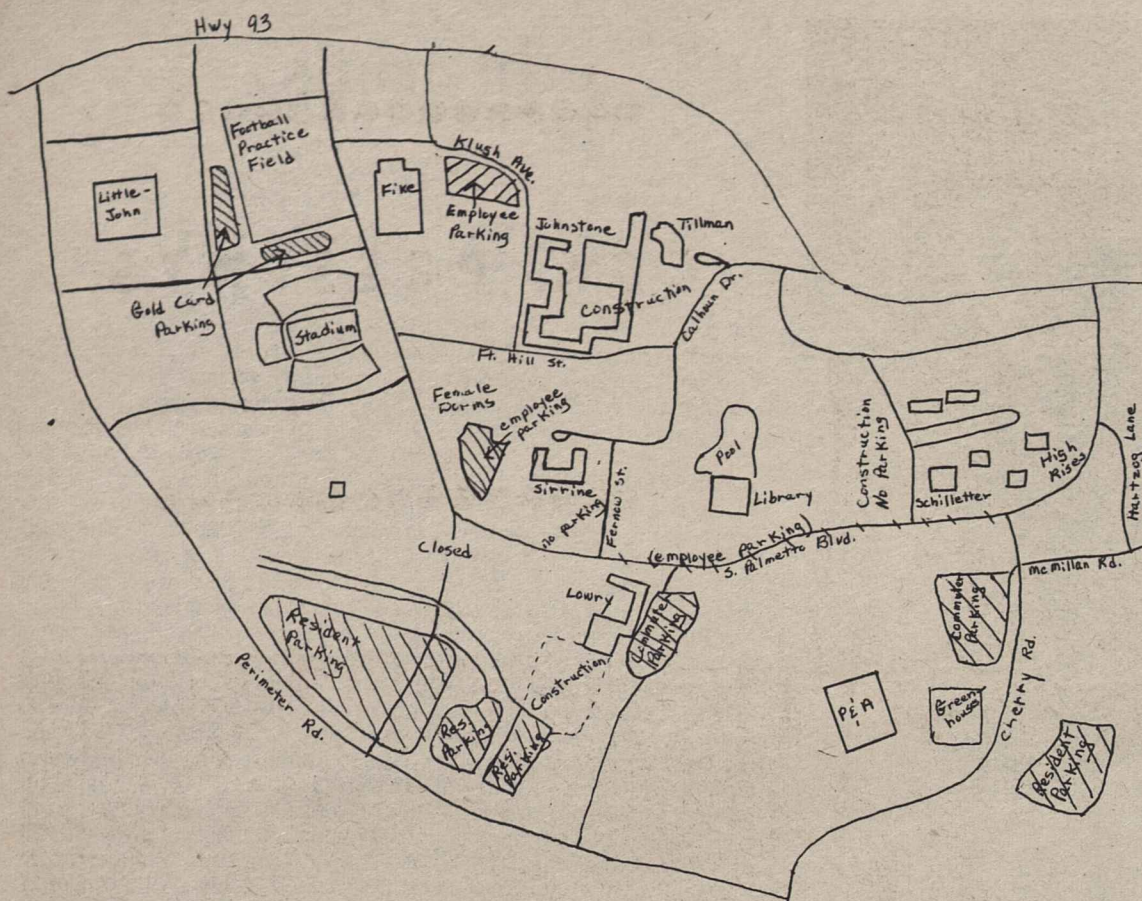 Hwy 93
Football
Practice
Field
Little-
John
Fike
Klush Ave.
Employee
Parking
Johnstone
Tillman
Construction
Calhoun Dr.
Gold Card
Parking
Stadium
Ft. Hill St.
Female
Dorms
employee
parking
Sirrine
no parking
Fernow St.
Pool
Library
Construction
No Parking
High
Rises
Schilletter
Hartzog Lane
Closed
(employee parking)
S. Palmetto Blvd.
McMillan Rd.
Lowry
Commuter
Parking
Construction
Commuter
Parking
Resident
Parking
Perimeter Rd.
Res.
Parking
Res.
Parking
P&A
Green
houses
Cherry Rd.
Resident
Parking